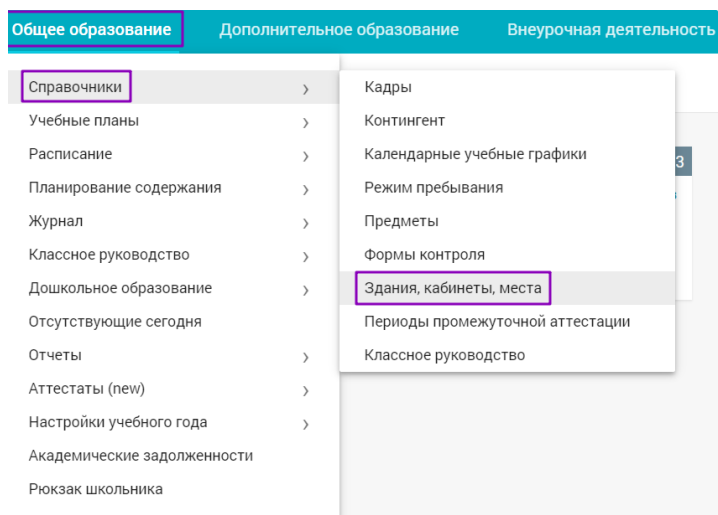 Общее образование Дополнительное образование Внеурочная деятельность
Справочники
Учебные планы
Расписание
Планирование содержания
Журнал
Классное руководство
Дошкольное образование
Отсутствующие сегодня
Отчеты
Аттестаты (new)
Настройки учебного года
Академические задолженности
Рюкзак школьника
Кадры
Контингент
Календарные учебные графики
Режим пребывания
Предметы
Формы контроля
Здания, кабинеты, места
Периоды промежуточной аттестации
Классное руководство
3